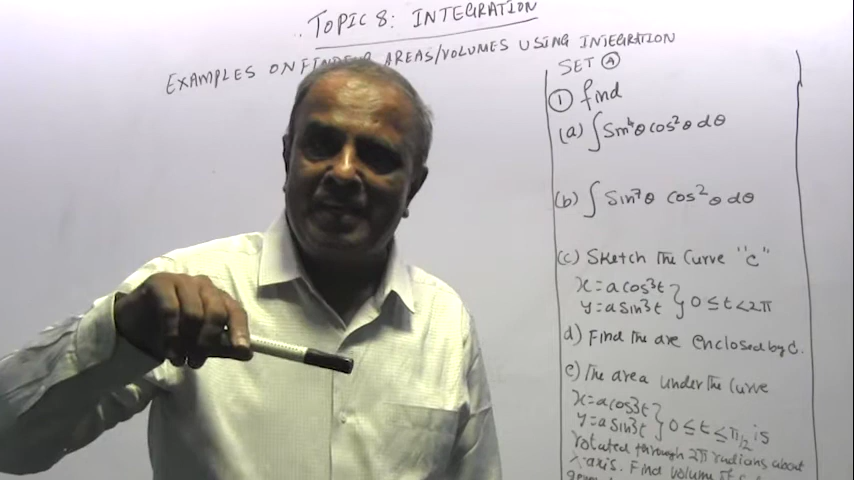 TOPIC 8: INTEGRATION
EXAMPLES ON AREAS/VOLUMES USING INTEGRATION
SET ④
① find
(a) ∫ Sin⁴θ cos²θ dθ
(b) ∫ Sin⁷θ cos²θ dθ
(c) Sketch the curve "c"
x = a cos³t
y = a sin³t } 0 ≤ t < 2π
d) Find the are enclosed by C.
e) The area under the curve
x = a cos³t
y = a sin³t } 0 ≤ t ≤ π/2 is
rotated through 2π radians about
x-axis. Find volume